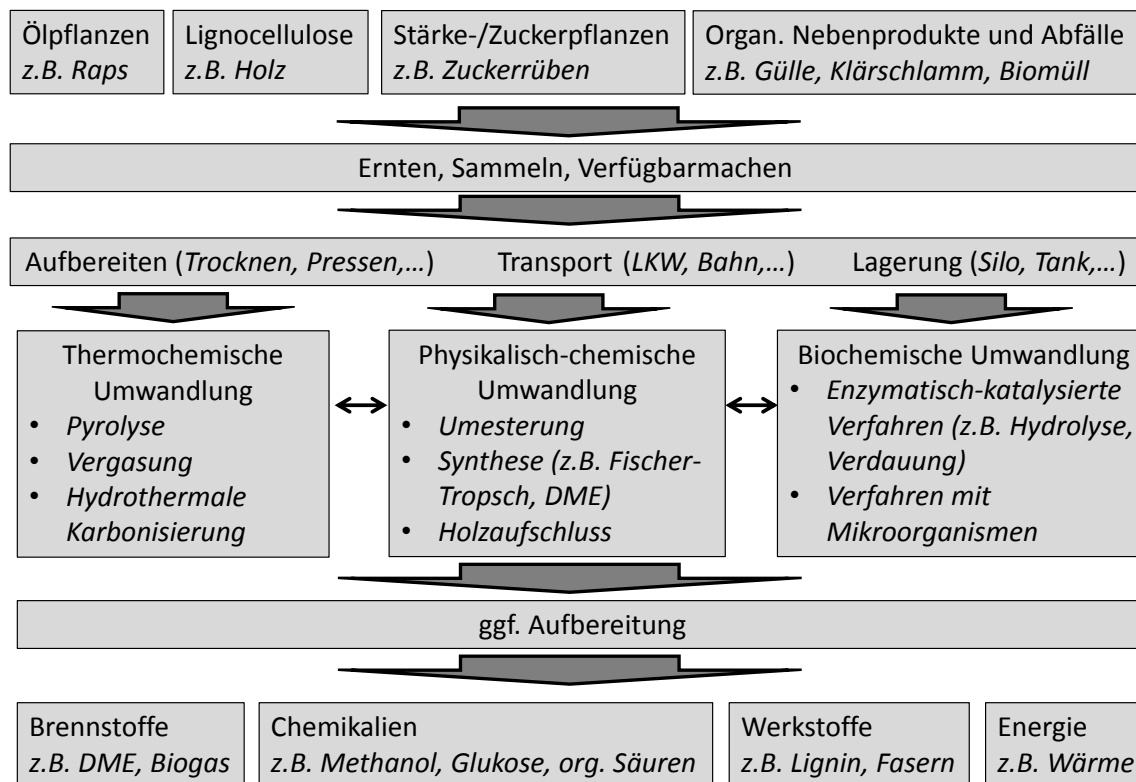 Ölpflanzen
z.B. Raps
Lignocellulose
z.B. Holz
Stärke-/Zuckerpflanzen
z.B. Zuckerrüben
Organ. Nebenprodukte und Abfälle
z.B. Gülle, Klärschlamm, Biomüll
Ernten, Sammeln, Verfügbarmachen
Aufbereiten (Trocknen, Pressen,...)
Transport (LKW, Bahn,...)
Lagerung (Silo, Tank,...)
Thermochemische
Umwandlung
• Pyrolyse
• Vergasung
• Hydrothermale
Karbonisierung
Physikalisch-chemische
Umwandlung
• Umesterung
• Synthese (z.B. Fischer-
Tropsch, DME)
• Holzaufschluss
Biochemische Umwandlung
• Enzymatisch-katalysierte
Verfahren (z.B. Hydrolyse,
Verdauung)
• Verfahren mit
Mikroorganismen
ggf. Aufbereitung
Brennstoffe
z.B. DME, Biogas
Chemikalien
z.B. Methanol, Glukose, org. Säuren
Werkstoffe
z.B. Lignin, Fasern
Energie
z.B. Wärme